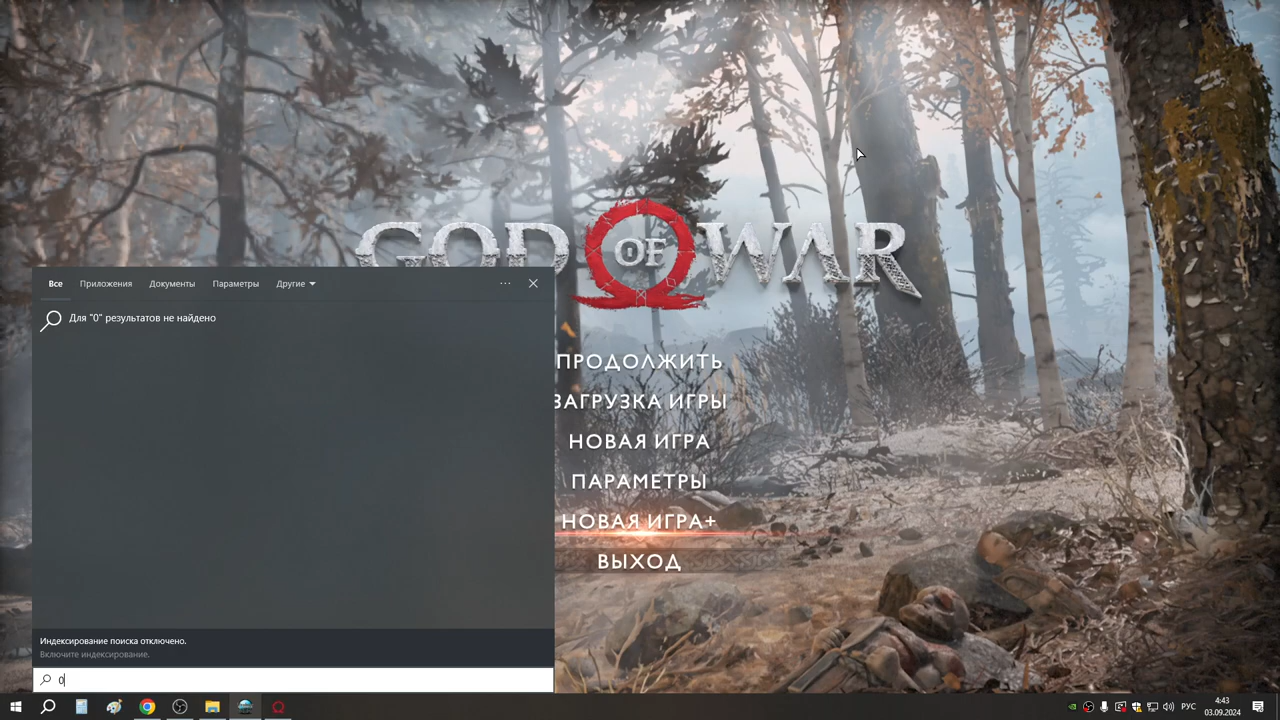 GOD OF WAR
Все Приложения Документы Параметры Другие
Для "0" результатов не найдено
ПРОДОЛЖИТЬ
ЗАГРУЗКА ИГРЫ
НОВАЯ ИГРА
ПАРАМЕТРЫ
НОВАЯ ИГРА+
ВЫХОД
Индексирование поиска отключено.
Включите индексирование.
0
РУС
4:43
03.09.2024